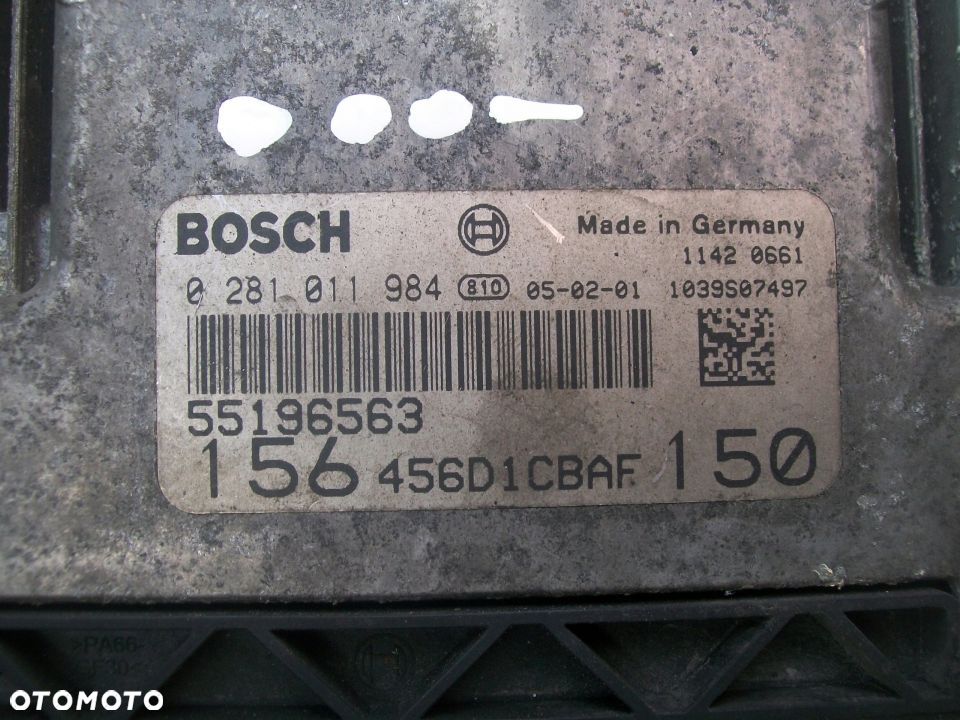 BOSCH Made in Germany
1142 0661
0 281 011 984 810 05-02-01 1039S07497
55196563
156 456D1CBAF 150
>PA66-
OTOMOTO